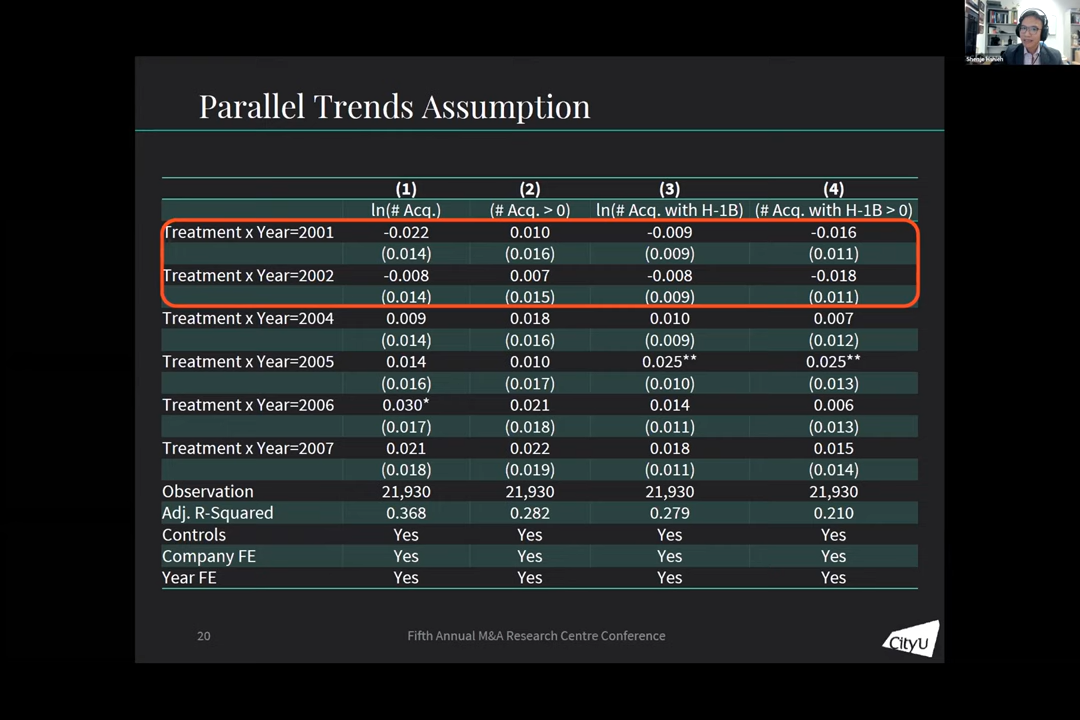 Parallel Trends Assumption
(1) (2) (3) (4)
ln(# Acq.) (# Acq. > 0) ln(# Acq. with H-1B) (# Acq. with H-1B > 0)
Treatment x Year=2001 -0.022 0.010 -0.009 -0.016
(0.014) (0.016) (0.009) (0.011)
Treatment x Year=2002 -0.008 0.007 -0.008 -0.018
(0.014) (0.015) (0.009) (0.011)
Treatment x Year=2004 0.009 0.018 0.010 0.007
(0.014) (0.016) (0.009) (0.012)
Treatment x Year=2005 0.014 0.010 0.025** 0.025**
(0.016) (0.017) (0.010) (0.013)
Treatment x Year=2006 0.030* 0.021 0.014 0.006
(0.017) (0.018) (0.011) (0.013)
Treatment x Year=2007 0.021 0.022 0.018 0.015
(0.018) (0.019) (0.011) (0.014)
Observation 21,930 21,930 21,930 21,930
Adj. R-Squared 0.368 0.282 0.279 0.210
Controls Yes Yes Yes Yes
Company FE Yes Yes Yes Yes
Year FE Yes Yes Yes Yes
20 Fifth Annual M&A Research Centre Conference
CityU